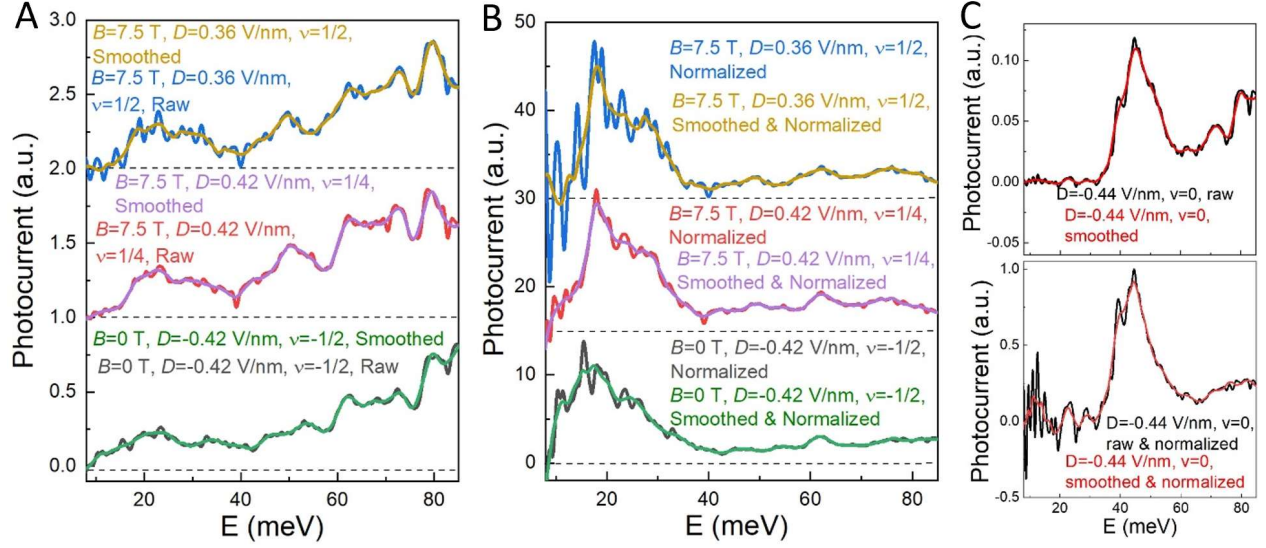 A
3.0
2.5
2.0
1.5
1.0
0.5
0.0
Photocurrent (a.u.)
B=7.5 T, D=0.36 V/nm, ν=1/2,
Smoothed
B=7.5 T, D=0.36 V/nm,
ν=1/2, Raw
B=7.5 T, D=0.42 V/nm, ν=1/4,
Smoothed
B=7.5 T, D=0.42 V/nm,
ν=1/4, Raw
B=0 T, D=-0.42 V/nm, ν=-1/2, Smoothed
B=0 T, D=-0.42 V/nm, ν=-1/2, Raw
20 40 60 80
E (meV)
B
50
40
30
20
10
0
Photocurrent (a.u.)
B=7.5 T, D=0.36 V/nm, ν=1/2,
Normalized
B=7.5 T, D=0.36 V/nm, ν=1/2,
Smoothed & Normalized
B=7.5 T, D=0.42 V/nm, ν=1/4,
Normalized
B=7.5 T, D=0.42 V/nm, ν=1/4,
Smoothed & Normalized
B=0 T, D=-0.42 V/nm, ν=-1/2,
Normalized
B=0 T, D=-0.42 V/nm, ν=-1/2,
Smoothed & Normalized
20 40 60 80
E (meV)
C
0.10
0.05
0.00
-0.05
Photocurrent (a.u.)
D=-0.44 V/nm, ν=0, raw
D=-0.44 V/nm, ν=0,
smoothed
1.0
0.5
0.0
-0.5
Photocurrent (a.u.)
D=-0.44 V/nm, ν=0,
raw & normalized
D=-0.44 V/nm, ν=0,
smoothed & normalized
20 40 60 80
E (meV)